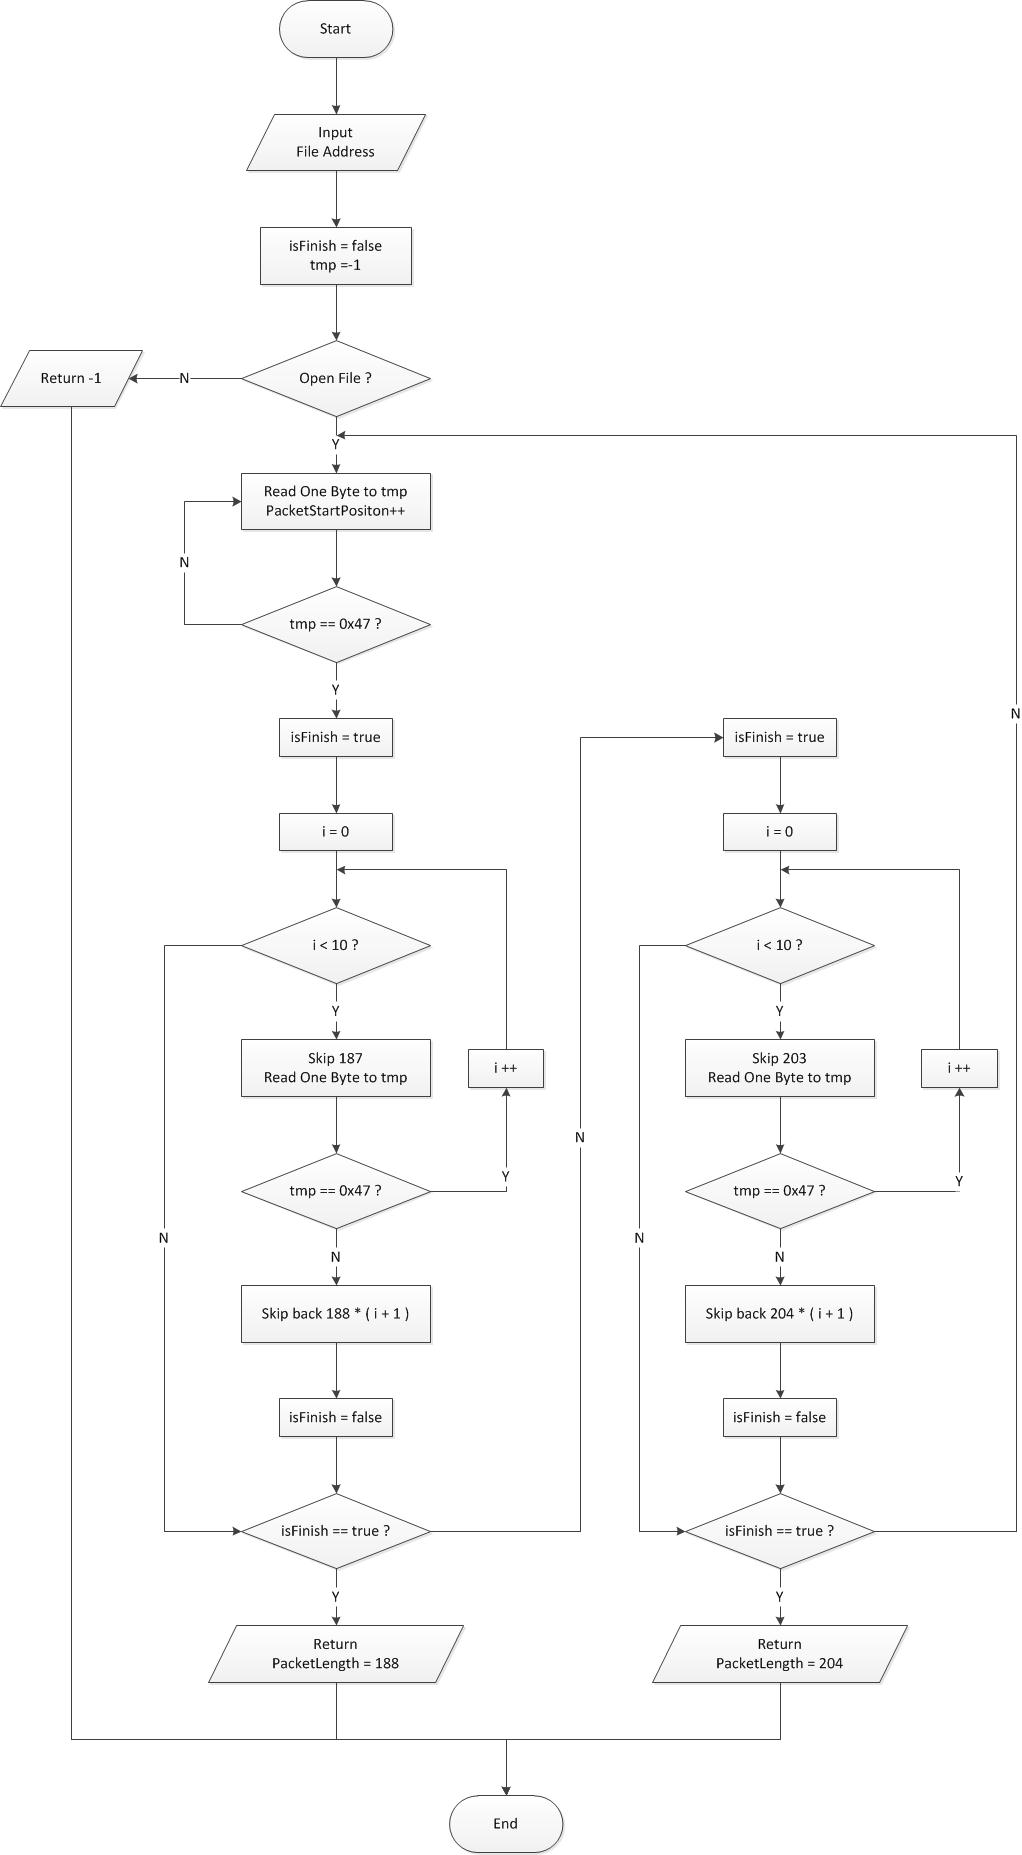 Start
Input
File Address
isFinish = false
tmp =-1
Open File ?
N
Return -1
Y
Read One Byte to tmp
PacketStartPositon++
N
tmp == 0x47 ?
Y
N
isFinish = true
isFinish = true
i = 0
i = 0
i < 10 ?
i < 10 ?
Y
Y
Skip 187
Read One Byte to tmp
i ++
Skip 203
Read One Byte to tmp
i ++
N
tmp == 0x47 ?
Y
tmp == 0x47 ?
Y
N
N
N
N
Skip back 188 * ( i + 1 )
Skip back 204 * ( i + 1 )
isFinish = false
isFinish = false
isFinish == true ?
isFinish == true ?
Y
Y
Return
PacketLength = 188
Return
PacketLength = 204
End